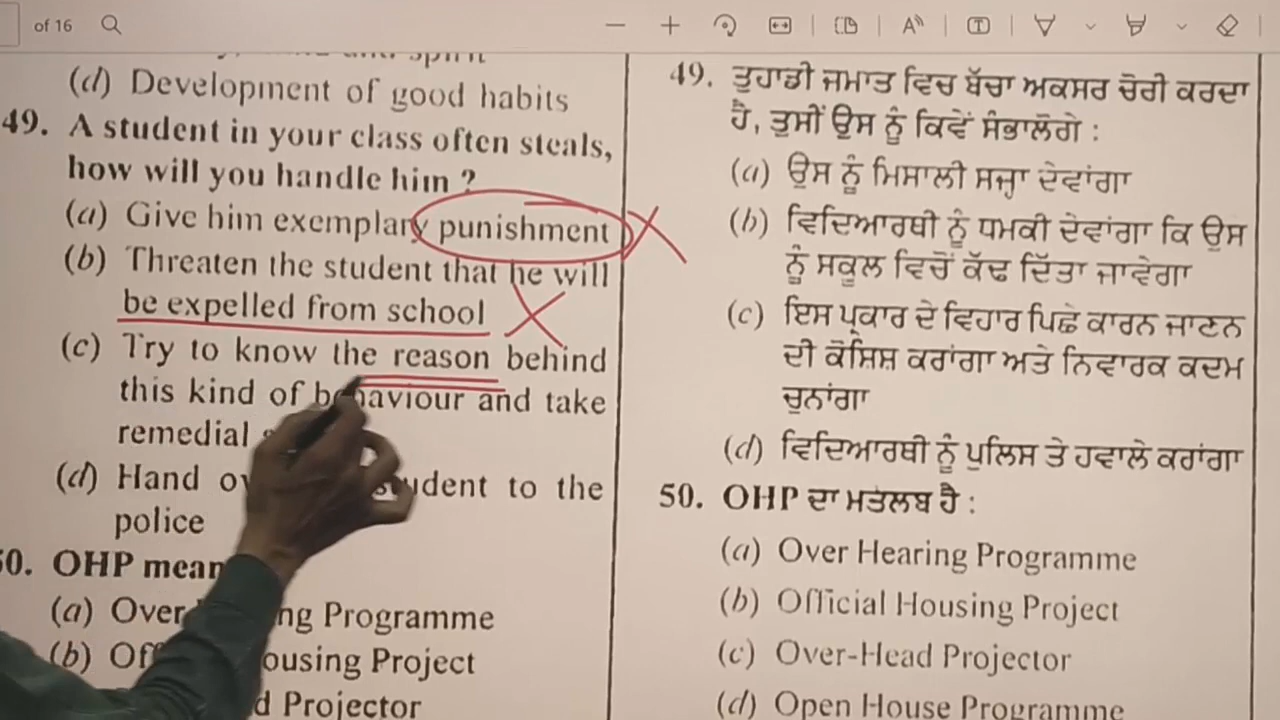 of 16
(d) Development of good habits
49. A student in your class often steals,
how will you handle him ?
(a) Give him exemplary punishment
(b) Threaten the student that he will
be expelled from school
(c) Try to know the reason behind
this kind of behaviour and take
remedial
(d) Hand student to the
police
50. OHP
(a) Over Programme
(b) Housing Project
Projector
49. ਤੁਹਾਡੀ ਜਮਾਤ ਵਿਚ ਬੱਚਾ ਅਕਸਰ ਚੋਰੀ ਕਰਦਾ
ਹੈ, ਤੁਸੀਂ ਉਸ ਨੂੰ ਕਿਵੇਂ ਸੰਭਾਲੋਗੇ :
(a) ਉਸ ਨੂੰ ਮਿਸਾਲੀ ਸਜ਼ਾ ਦੇਵਾਂਗਾ
(b) ਵਿਦਿਆਰਥੀ ਨੂੰ ਧਮਕੀ ਦੇਵਾਂਗਾ ਕਿ ਉਸ
ਨੂੰ ਸਕੂਲ ਵਿਚੋਂ ਕੱਢ ਦਿੱਤਾ ਜਾਵੇਗਾ
(c) ਇਸ ਪ੍ਰਕਾਰ ਦੇ ਵਿਹਾਰ ਪਿਛੇ ਕਾਰਨ ਜਾਣਨ
ਦੀ ਕੋਸ਼ਿਸ਼ ਕਰਾਂਗਾ ਅਤੇ ਨਿਵਾਰਕ ਕਦਮ
ਚੁਨਾਂਗਾ
(d) ਵਿਦਿਆਰਥੀ ਨੂੰ ਪੁਲਿਸ ਤੇ ਹਵਾਲੇ ਕਰਾਂਗਾ
50. OHP ਦਾ ਮਤਲਬ ਹੈ :
(a) Over Hearing Programme
(b) Official Housing Project
(c) Over-Head Projector
(d) Open House Programme